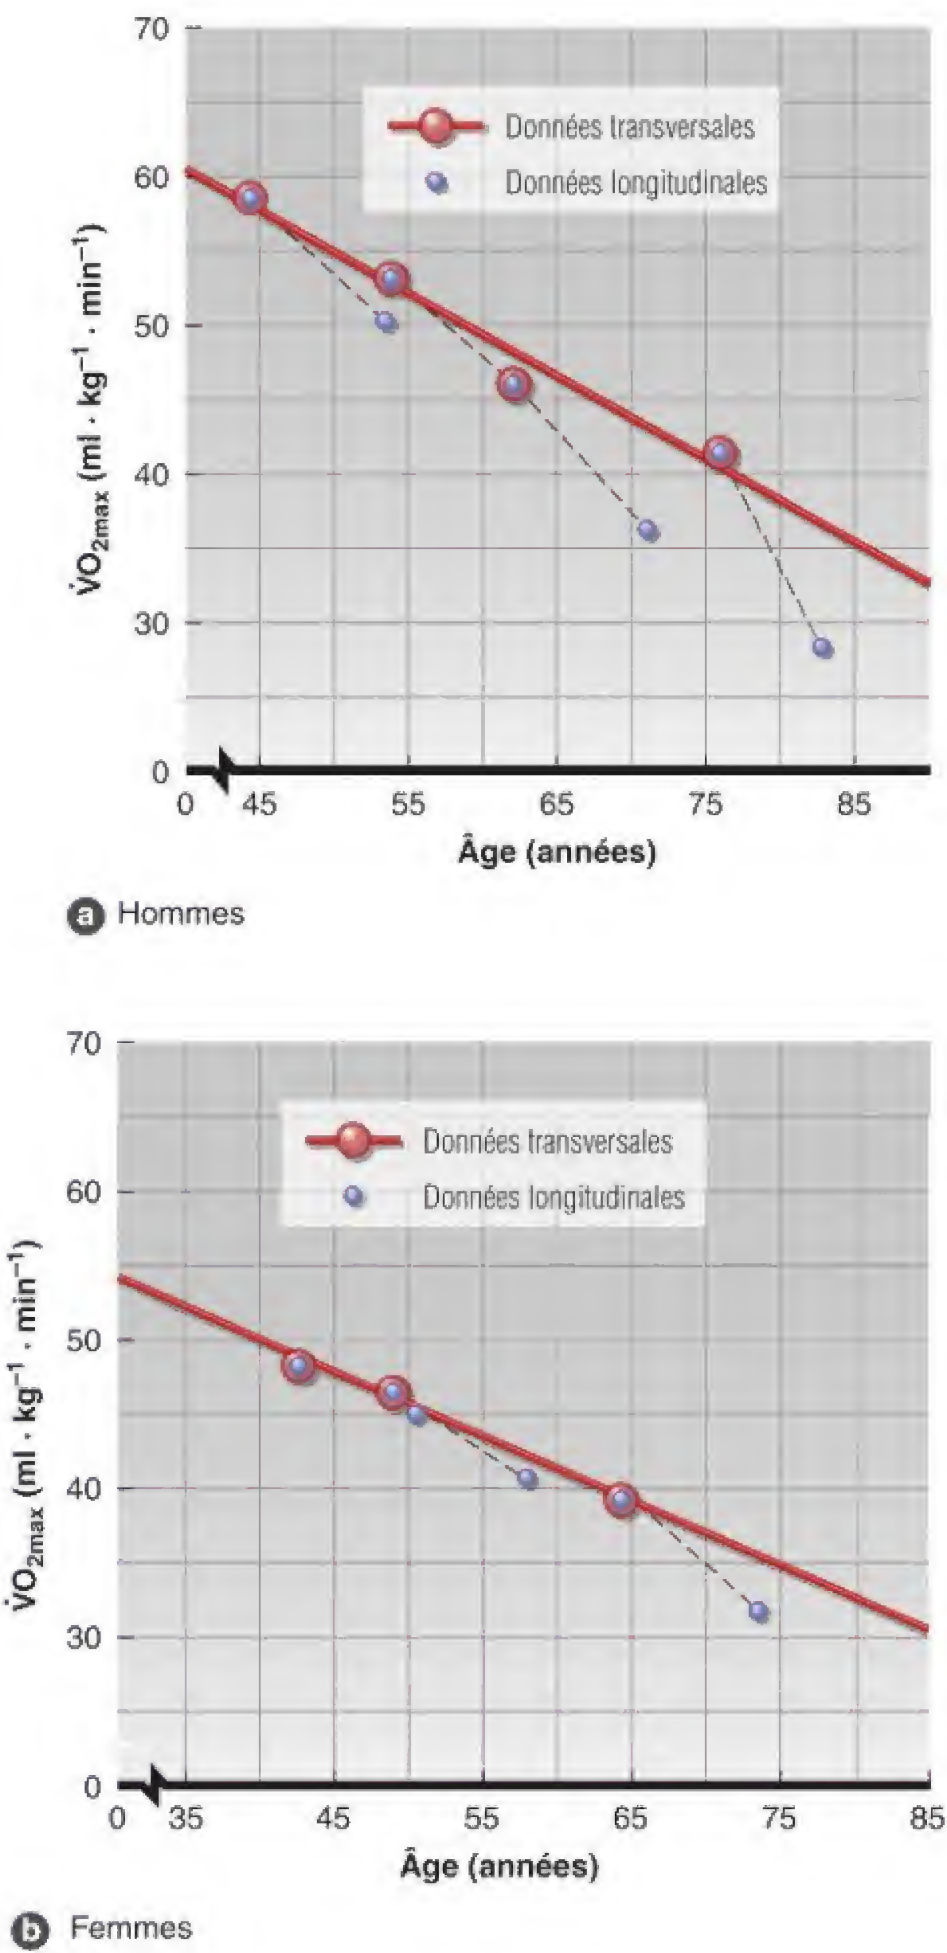 70
60
50
40
30
0
Données transversales
Données longitudinales
V̇O2max (ml · kg–1 · min–1)
0 45 55 65 75 85
Âge (années)
a Hommes
70
60
50
40
30
0
Données transversales
Données longitudinales
V̇O2max (ml · kg–1 · min–1)
0 35 45 55 65 75 85
Âge (années)
b Femmes